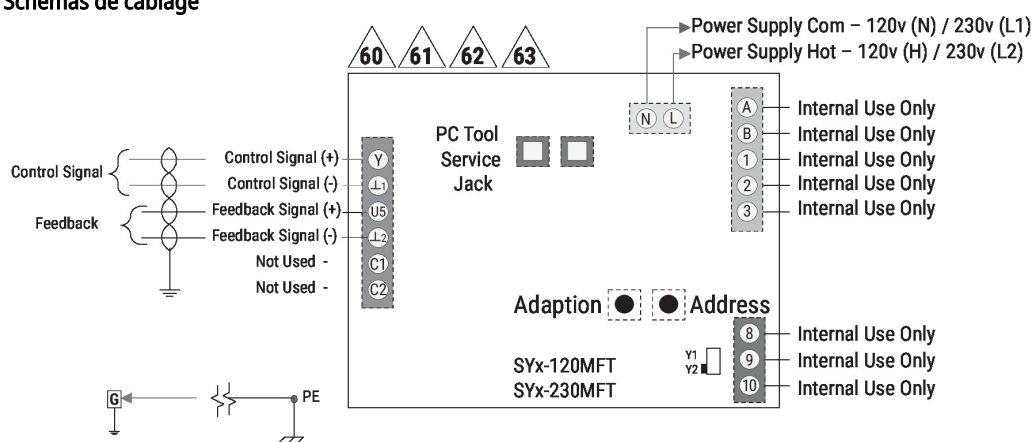 Schémas de câblage
Power Supply Com – 120v (N) / 230v (L1)
Power Supply Hot – 120v (H) / 230v (L2)
60 61 62 63
N L
PC Tool
Service
Jack
A Internal Use Only
B Internal Use Only
1 Internal Use Only
2 Internal Use Only
3 Internal Use Only
Control Signal
Control Signal (+) Y
Control Signal (-) ⊥1
Feedback
Feedback Signal (+) U5
Feedback Signal (-) ⊥2
Not Used - C1
Not Used - C2
Adaption Address
8 Internal Use Only
9 Internal Use Only
10 Internal Use Only
Y1
Y2
SYx-120MFT
SYx-230MFT
G PE